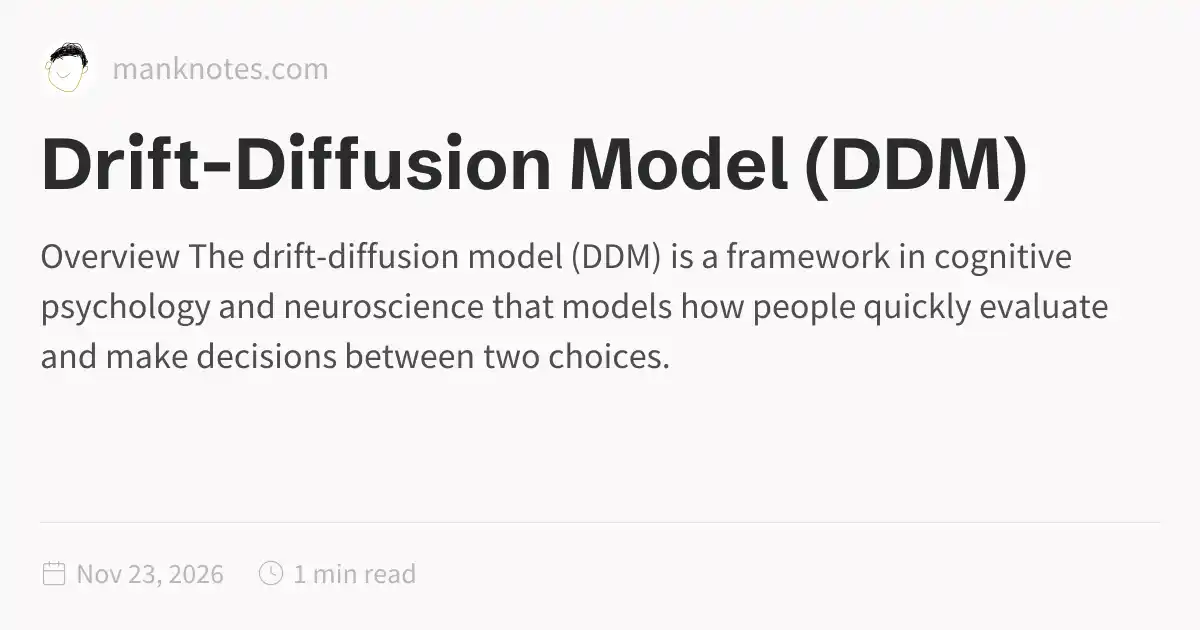 manknotes.com
Drift-Diffusion Model (DDM)
Overview The drift-diffusion model (DDM) is a framework in cognitive
psychology and neuroscience that models how people quickly evaluate
and make decisions between two choices.
Nov 23, 2026 1 min read